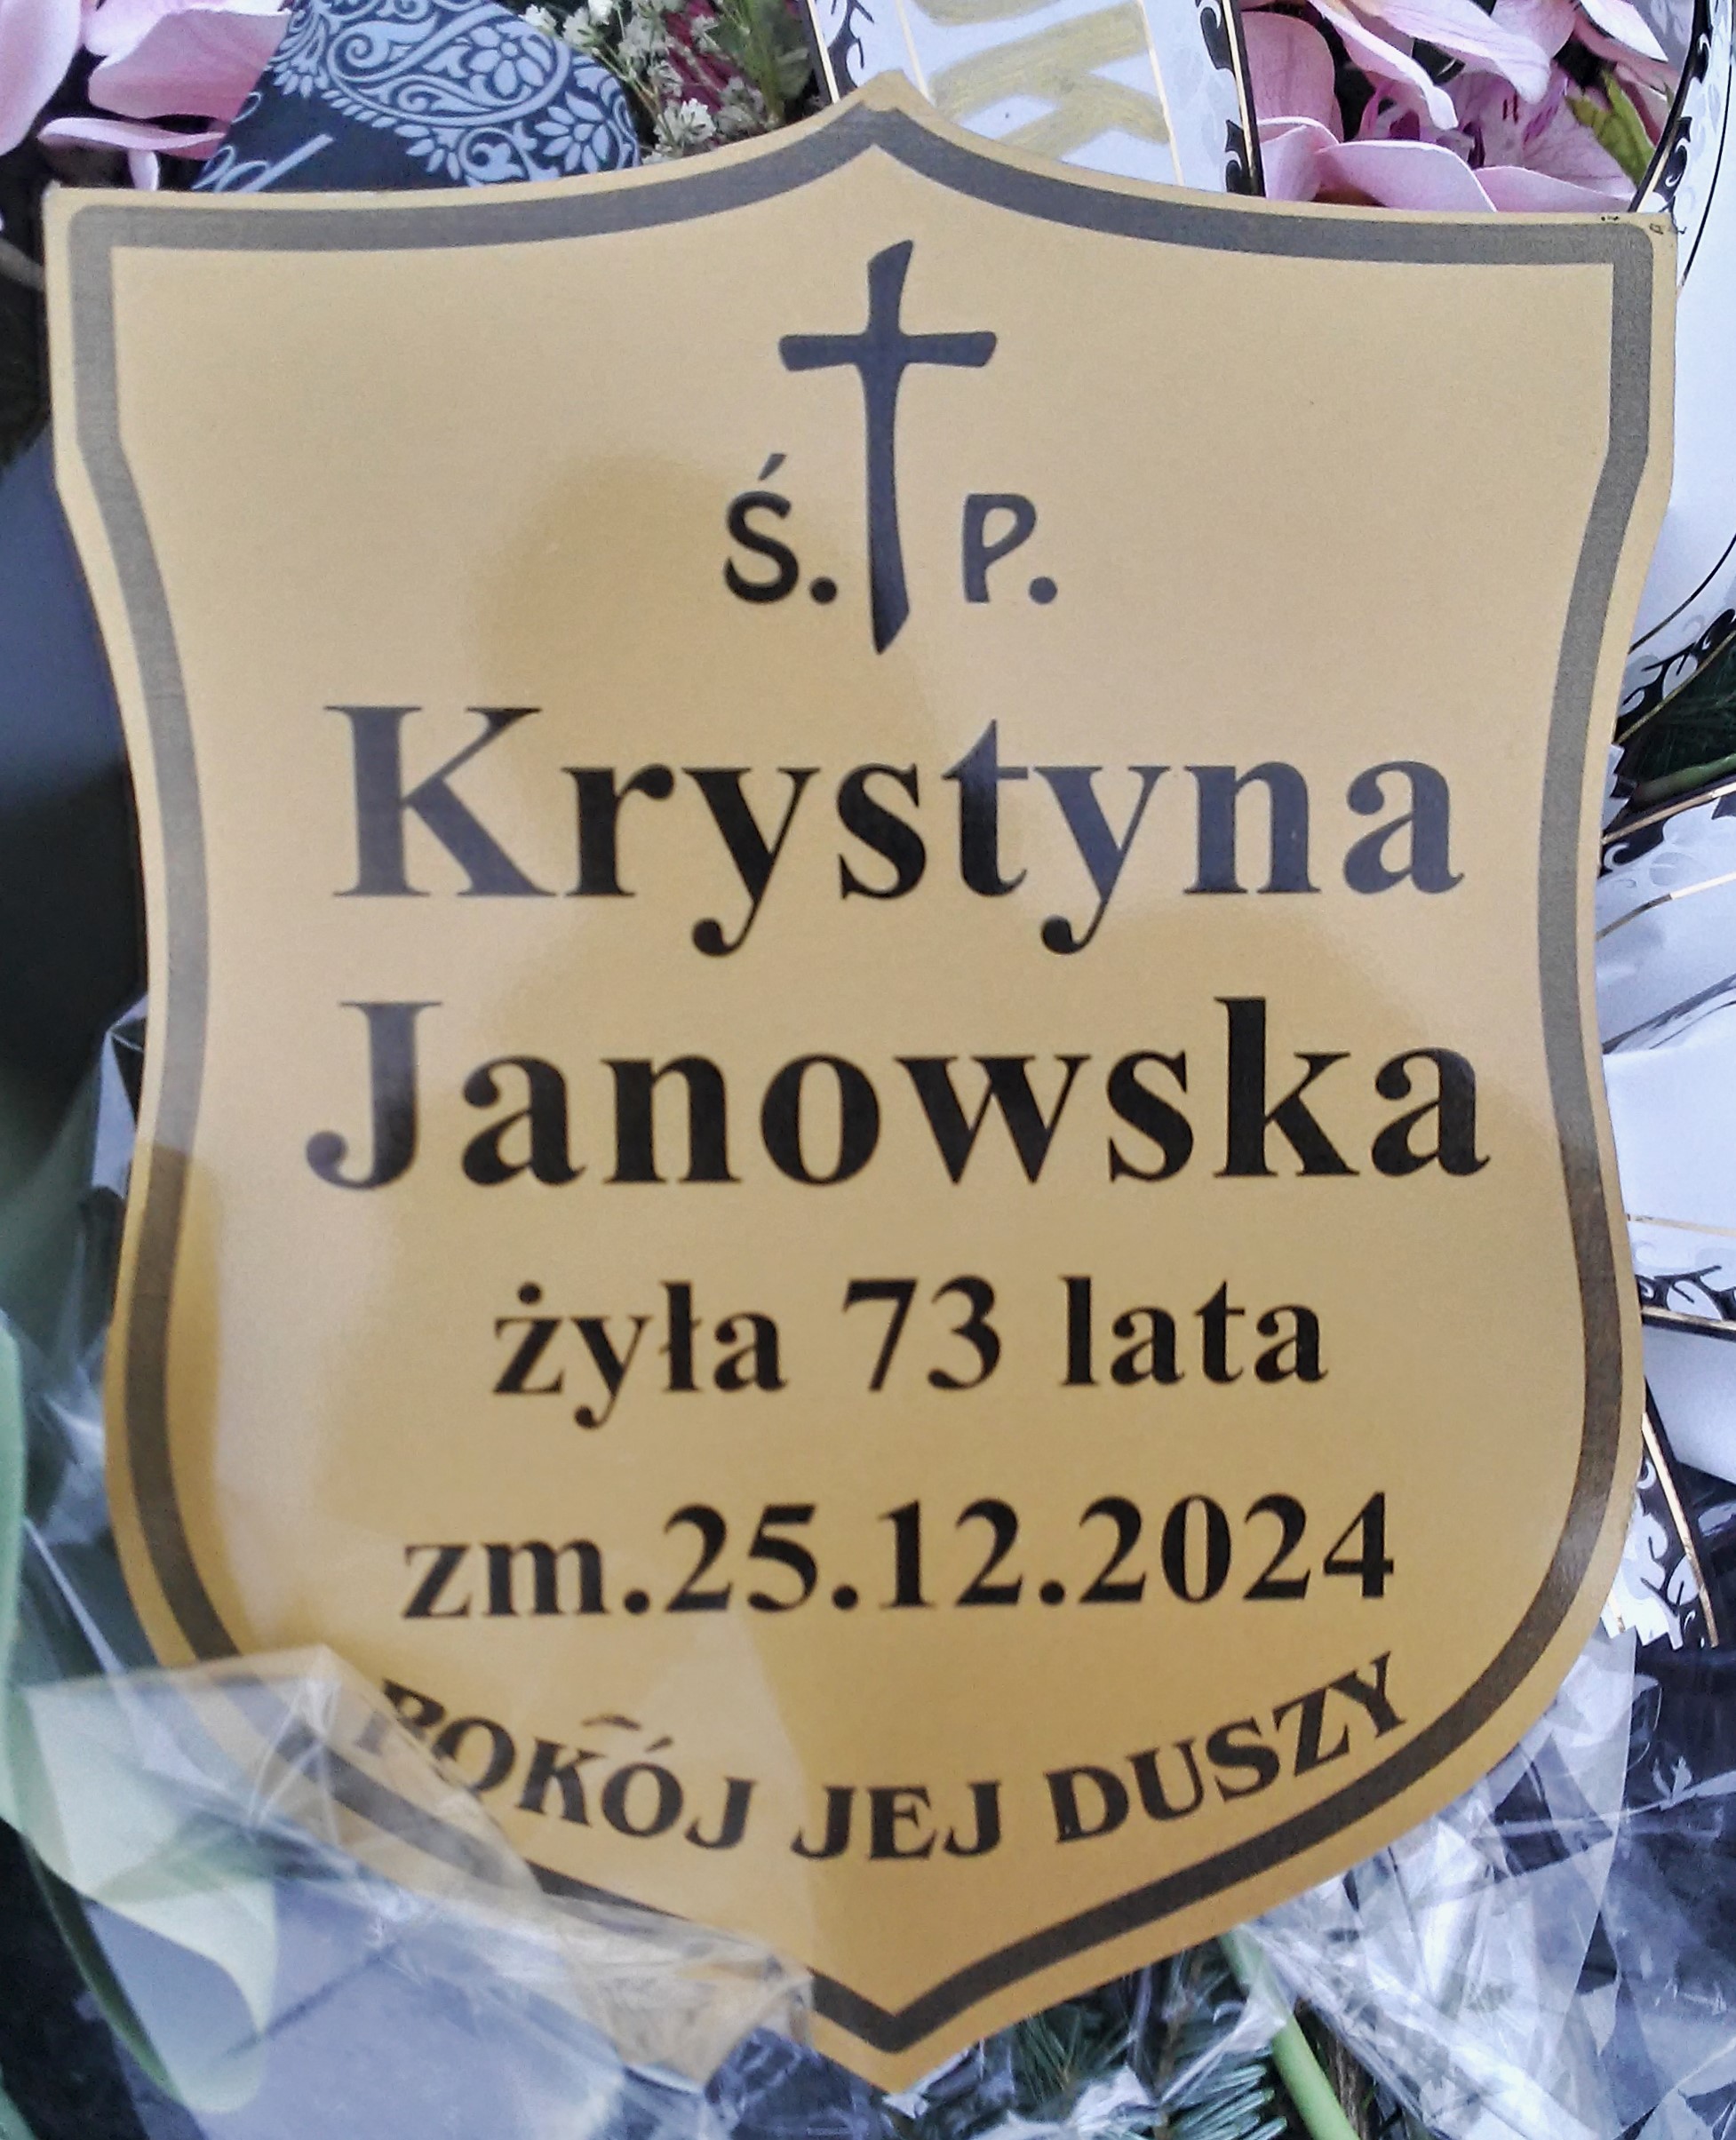 Ś. P.
Krystyna
Janowska
żyła 73 lata
zm.25.12.2024
POKÓJ JEJ DUSZY